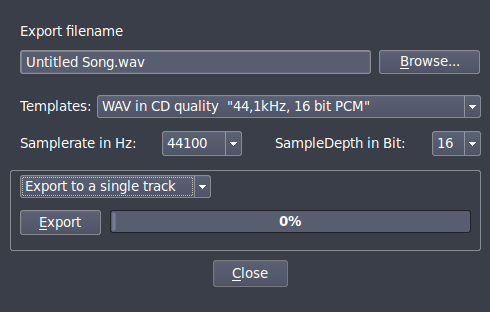 Export filename
Untitled Song.wav
Browse...
Templates: WAV in CD quality  "44,1kHz, 16 bit PCM"
Samplerate in Hz: 44100 SampleDepth in Bit: 16
Export to a single track
Export 0%
Close